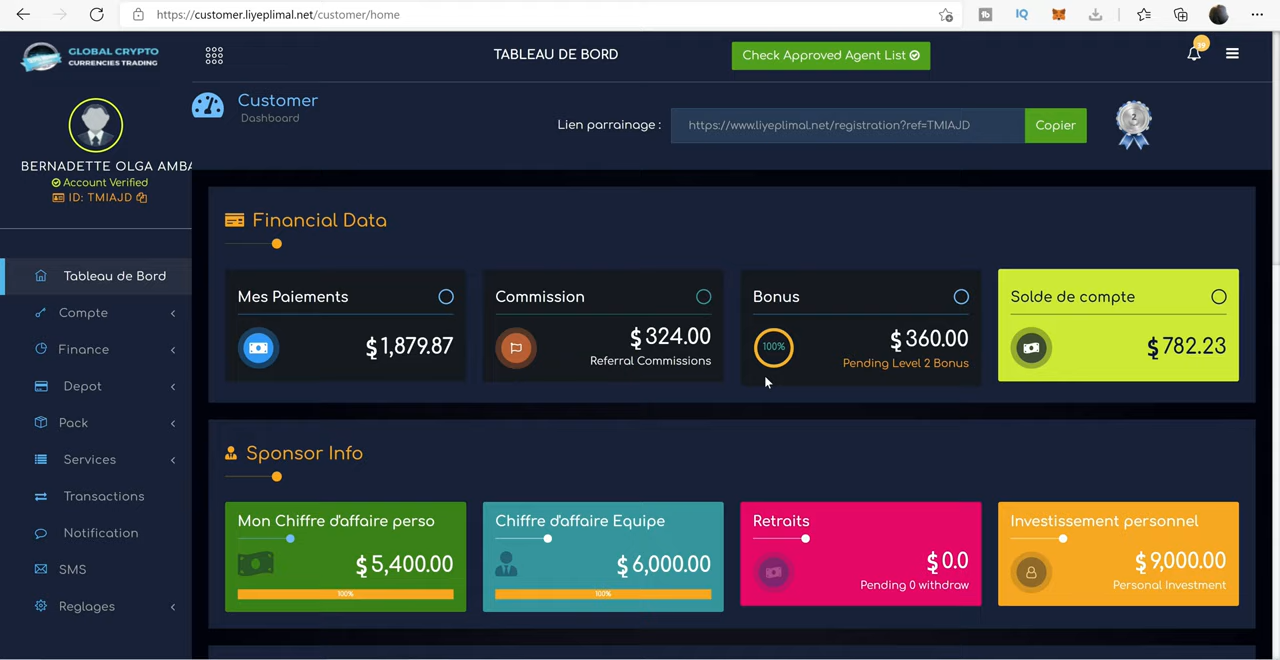 https://customer.liyeplimal.net/customer/home
GLOBAL CRYPTO
CURRENCIES TRADING
TABLEAU DE BORD
Check Approved Agent List
39
Customer
Dashboard
Lien parrainage :
https://www.liyeplimal.net/registration?ref=TMIAJD
Copier
2
BERNADETTE OLGA AMBA
Account Verified
ID: TMIAJD
Tableau de Bord
Compte
Finance
Depot
Pack
Services
Transactions
Notification
SMS
Reglages
Financial Data
Mes Paiements
$1,879.87
Commission
$324.00
Referral Commissions
Bonus
100%
$360.00
Pending Level 2 Bonus
Solde de compte
$782.23
Sponsor Info
Mon Chiffre d'affaire perso
$5,400.00
100%
Chiffre d'affaire Equipe
$6,000.00
100%
Retraits
$0.0
Pending 0 withdraw
Investissement personnel
$9,000.00
Personal Investment